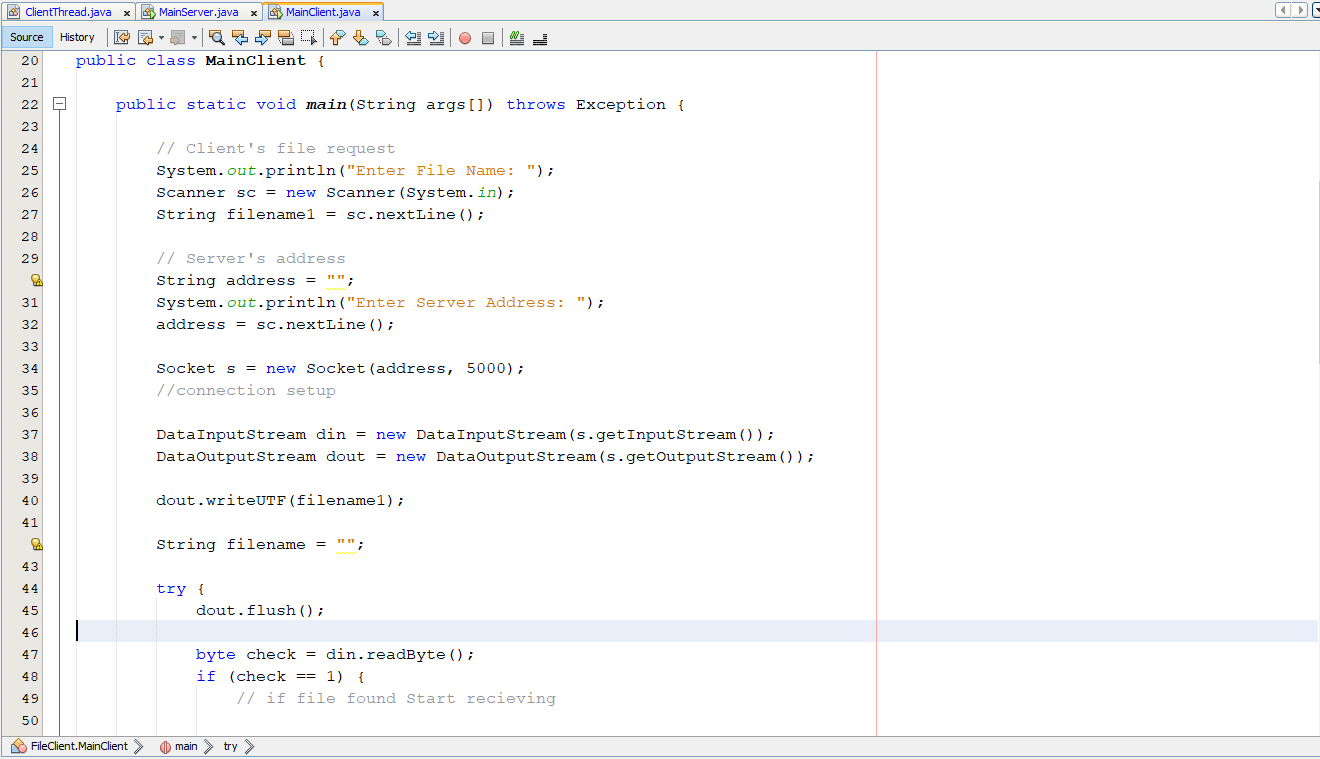 ClientThread.java x MainServer.java x MainClient.java x
Source History
20 public class MainClient {
21
22 public static void main(String args[]) throws Exception {
23
24 // Client's file request
25 System.out.println("Enter File Name: ");
26 Scanner sc = new Scanner(System.in);
27 String filename1 = sc.nextLine();
28
29 // Server's address
String address = "";
31 System.out.println("Enter Server Address: ");
32 address = sc.nextLine();
33
34 Socket s = new Socket(address, 5000);
35 //connection setup
36
37 DataInputStream din = new DataInputStream(s.getInputStream());
38 DataOutputStream dout = new DataOutputStream(s.getOutputStream());
39
40 dout.writeUTF(filename1);
41
String filename = "";
43
44 try {
45 dout.flush();
46
47 byte check = din.readByte();
48 if (check == 1) {
49 // if file found Start recieving
50
FileClient.MainClient main try